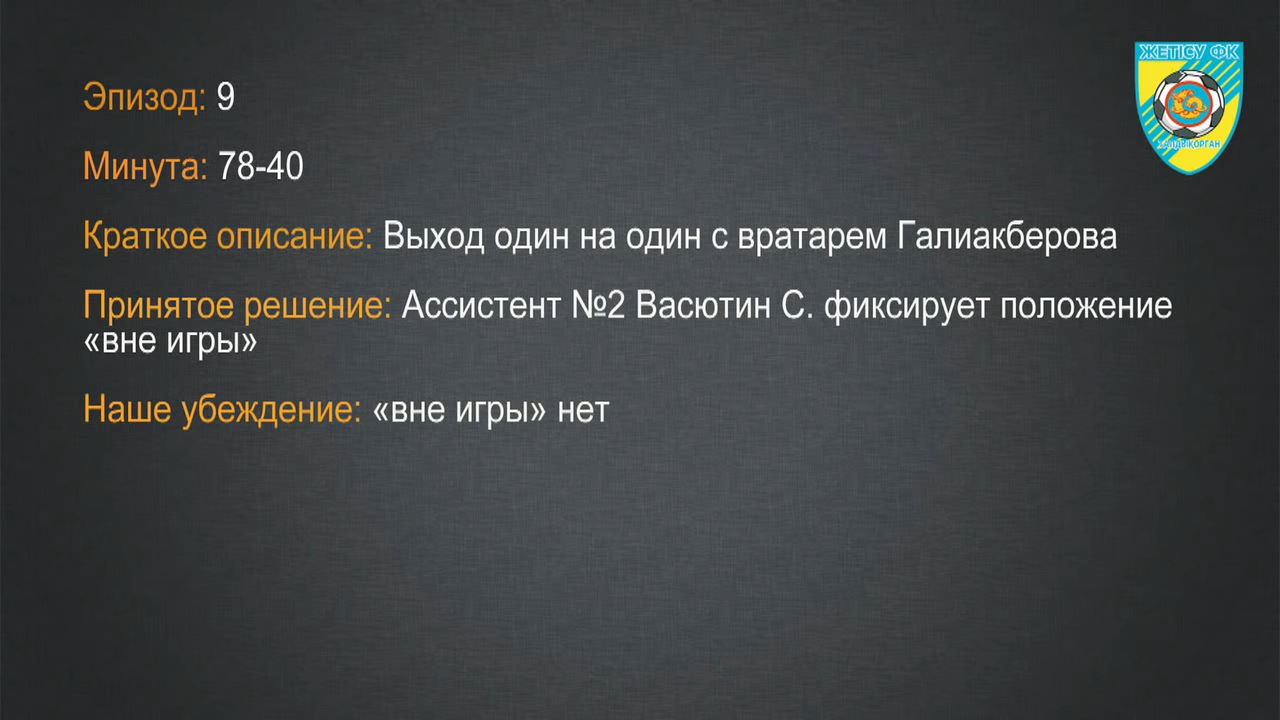 ЖЕТІСУ ФК
ТАЛДЫҚОРГАН
Эпизод: 9
Минута: 78-40
Краткое описание: Выход один на один с вратарем Галиакберова
Принятое решение: Ассистент №2 Васютин С. фиксирует положение
«вне игры»
Наше убеждение: «вне игры» нет